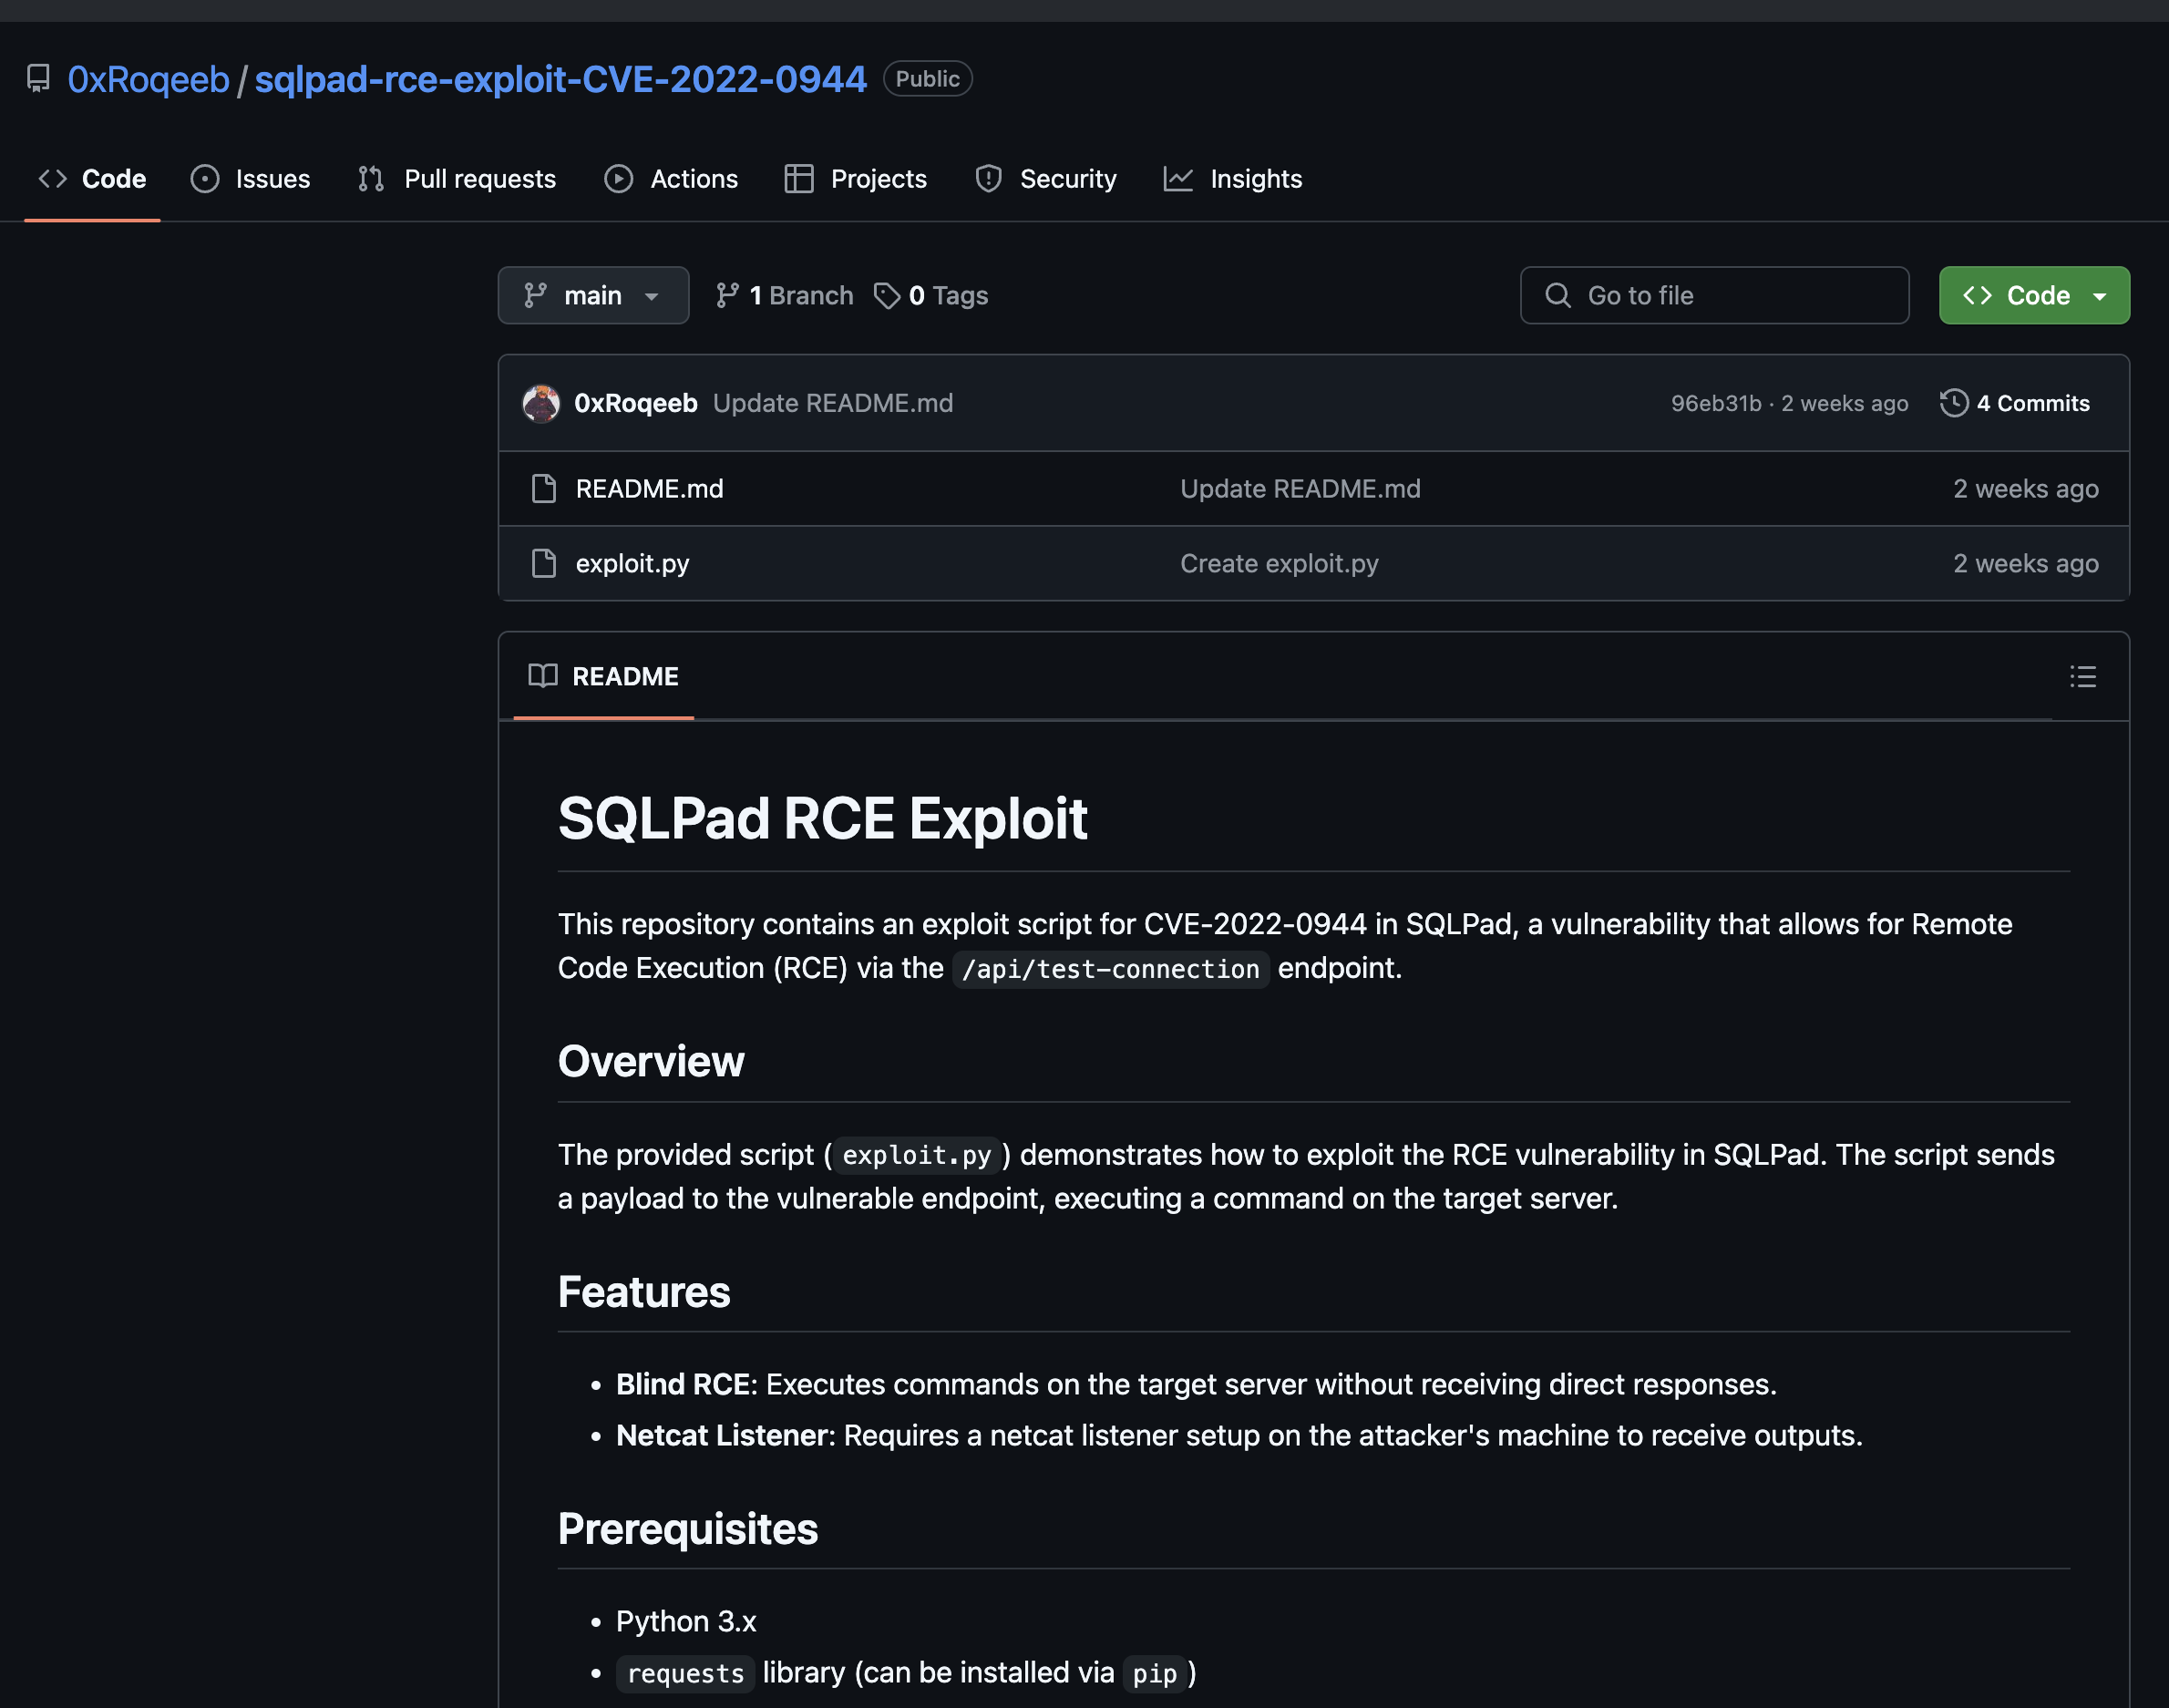 0xRoqeeb / sqlpad-rce-exploit-CVE-2022-0944 Public
Code Issues Pull requests Actions Projects Security Insights
main 1 Branch 0 Tags Go to file Code
0xRoqeeb Update README.md 96eb31b · 2 weeks ago 4 Commits
README.md Update README.md 2 weeks ago
exploit.py Create exploit.py 2 weeks ago
README
SQLPad RCE Exploit
This repository contains an exploit script for CVE-2022-0944 in SQLPad, a vulnerability that allows for Remote
Code Execution (RCE) via the /api/test-connection endpoint.
Overview
The provided script ( exploit.py ) demonstrates how to exploit the RCE vulnerability in SQLPad. The script sends
a payload to the vulnerable endpoint, executing a command on the target server.
Features
• Blind RCE: Executes commands on the target server without receiving direct responses.
• Netcat Listener: Requires a netcat listener setup on the attacker's machine to receive outputs.
Prerequisites
• Python 3.x
• requests library (can be installed via pip )